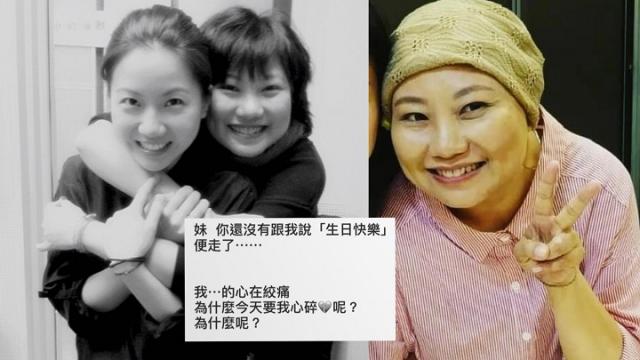 妹 你還沒有跟我說「生日快樂」
便走了⋯⋯
我⋯的心在絞痛
為什麼今天要我心碎💔呢？
為什麼呢？